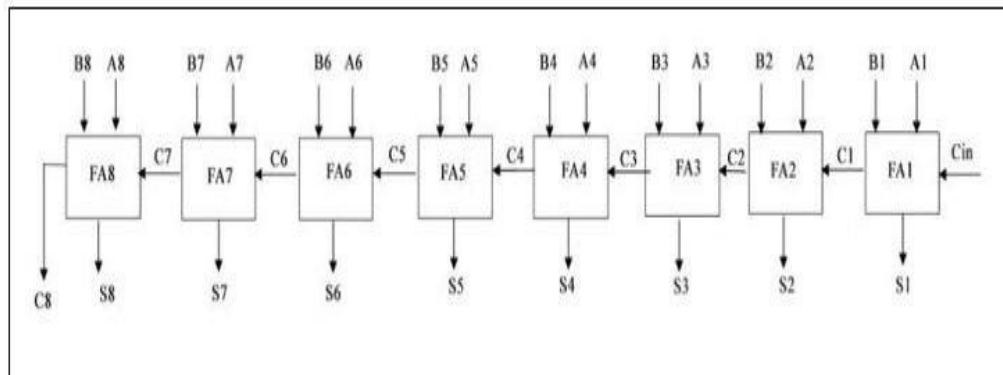 B8 A8 B7 A7 B6 A6 B5 A5 B4 A4 B3 A3 B2 A2 B1 A1
C7 C6 C5 C4 C3 C2 C1 Cin
FA8 FA7 FA6 FA5 FA4 FA3 FA2 FA1
C8 S8 S7 S6 S5 S4 S3 S2 S1